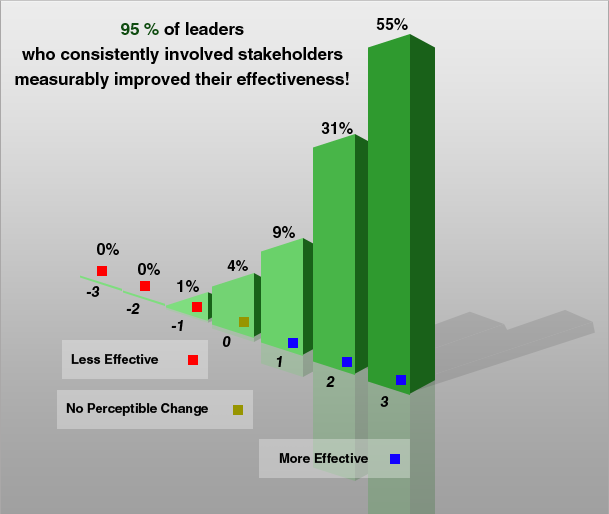 95 % of leaders
who consistently involved stakeholders
measurably improved their effectiveness!
55%
31%
9%
4%
1%
0%
0%
-3
-2
-1
0
1
2
3
Less Effective
No Perceptible Change
More Effective